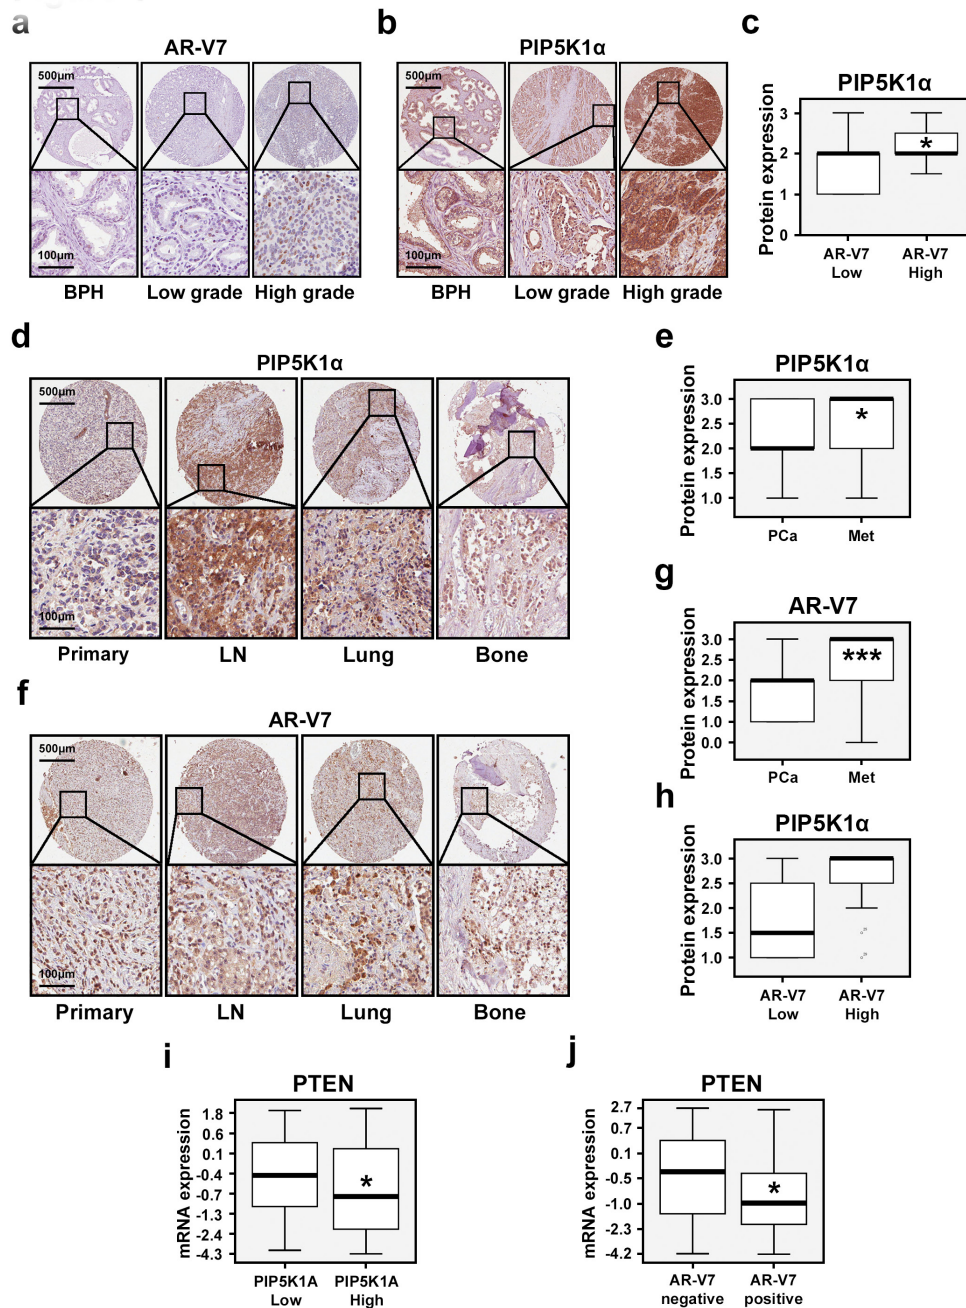 a
AR-V7
500µm
100µm
BPH
Low grade
High grade
b
PIP5K1α
500µm
100µm
BPH
Low grade
High grade
c
PIP5K1α
Protein expression
3
2
1
0
*
AR-V7 Low
AR-V7 High
d
PIP5K1α
500µm
100µm
Primary
LN
Lung
Bone
e
PIP5K1α
Protein expression
3.0
2.5
2.0
1.5
1.0
*
PCa
Met
f
AR-V7
500µm
100µm
Primary
LN
Lung
Bone
g
AR-V7
Protein expression
3.0
2.5
2.0
1.5
1.0
0.0
***
PCa
Met
h
PIP5K1α
Protein expression
3.0
2.5
2.0
1.5
1.0
AR-V7 Low
AR-V7 High
i
PTEN
mRNA expression
1.8
0.6
0.1
-0.4
-0.7
-1.3
-2.4
-4.3
*
PIP5K1A Low
PIP5K1A High
j
PTEN
mRNA expression
2.7
0.7
0.1
-0.5
-1.0
-2.3
-4.2
*
AR-V7 negative
AR-V7 positive